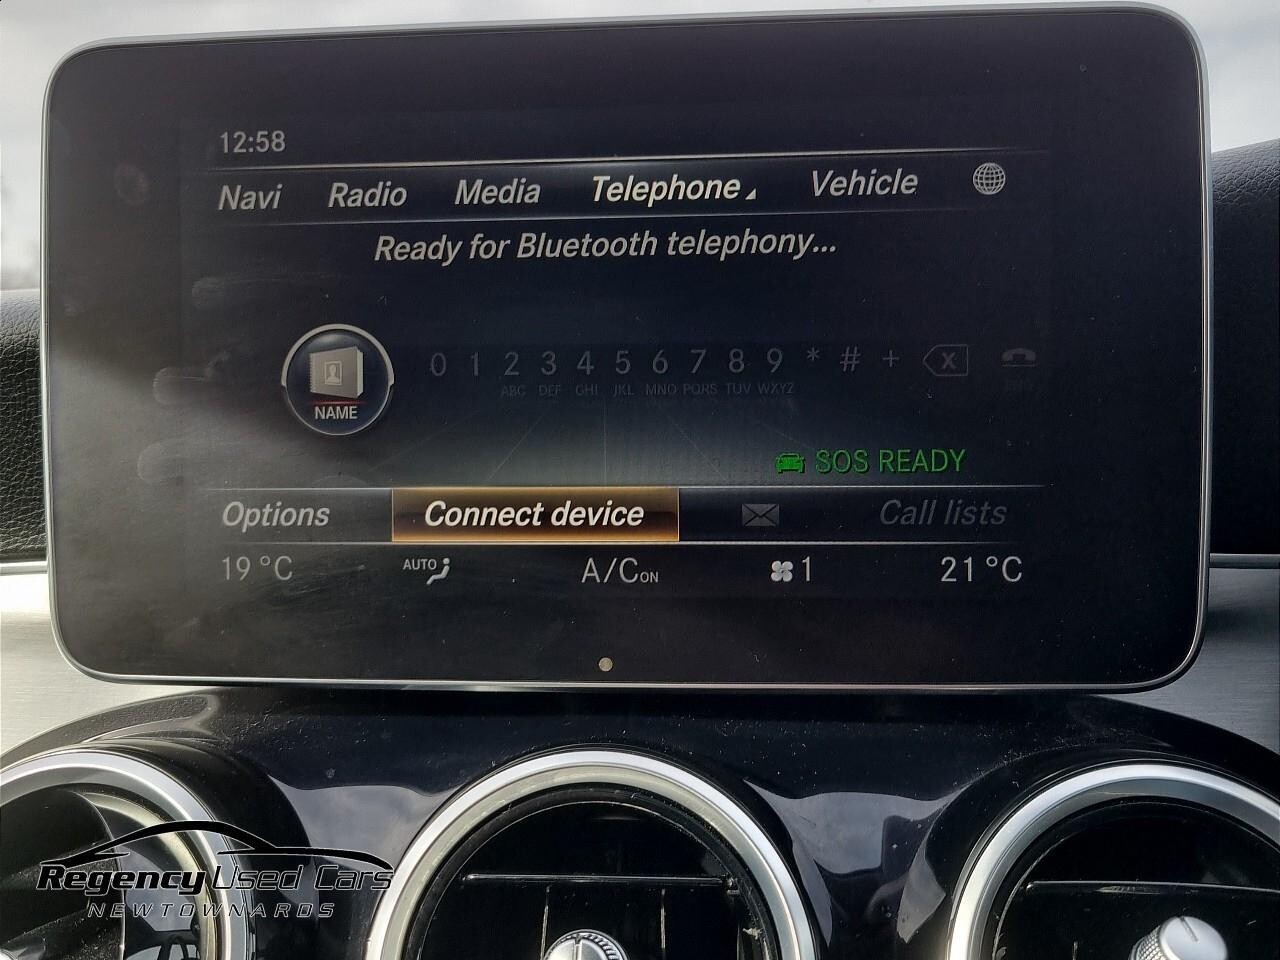 12:58
Navi Radio Media Telephone Vehicle
Ready for Bluetooth telephony...
0 1 2 3 4 5 6 7 8 9 * # + X
ABC DEF GHI JKL MNO PQRS TUV WXYZ
NAME
SOS READY
Options Connect device Call lists
19 °C AUTO A/C ON 1 21 °C
Regency Used Cars
NEWTOWNARDS